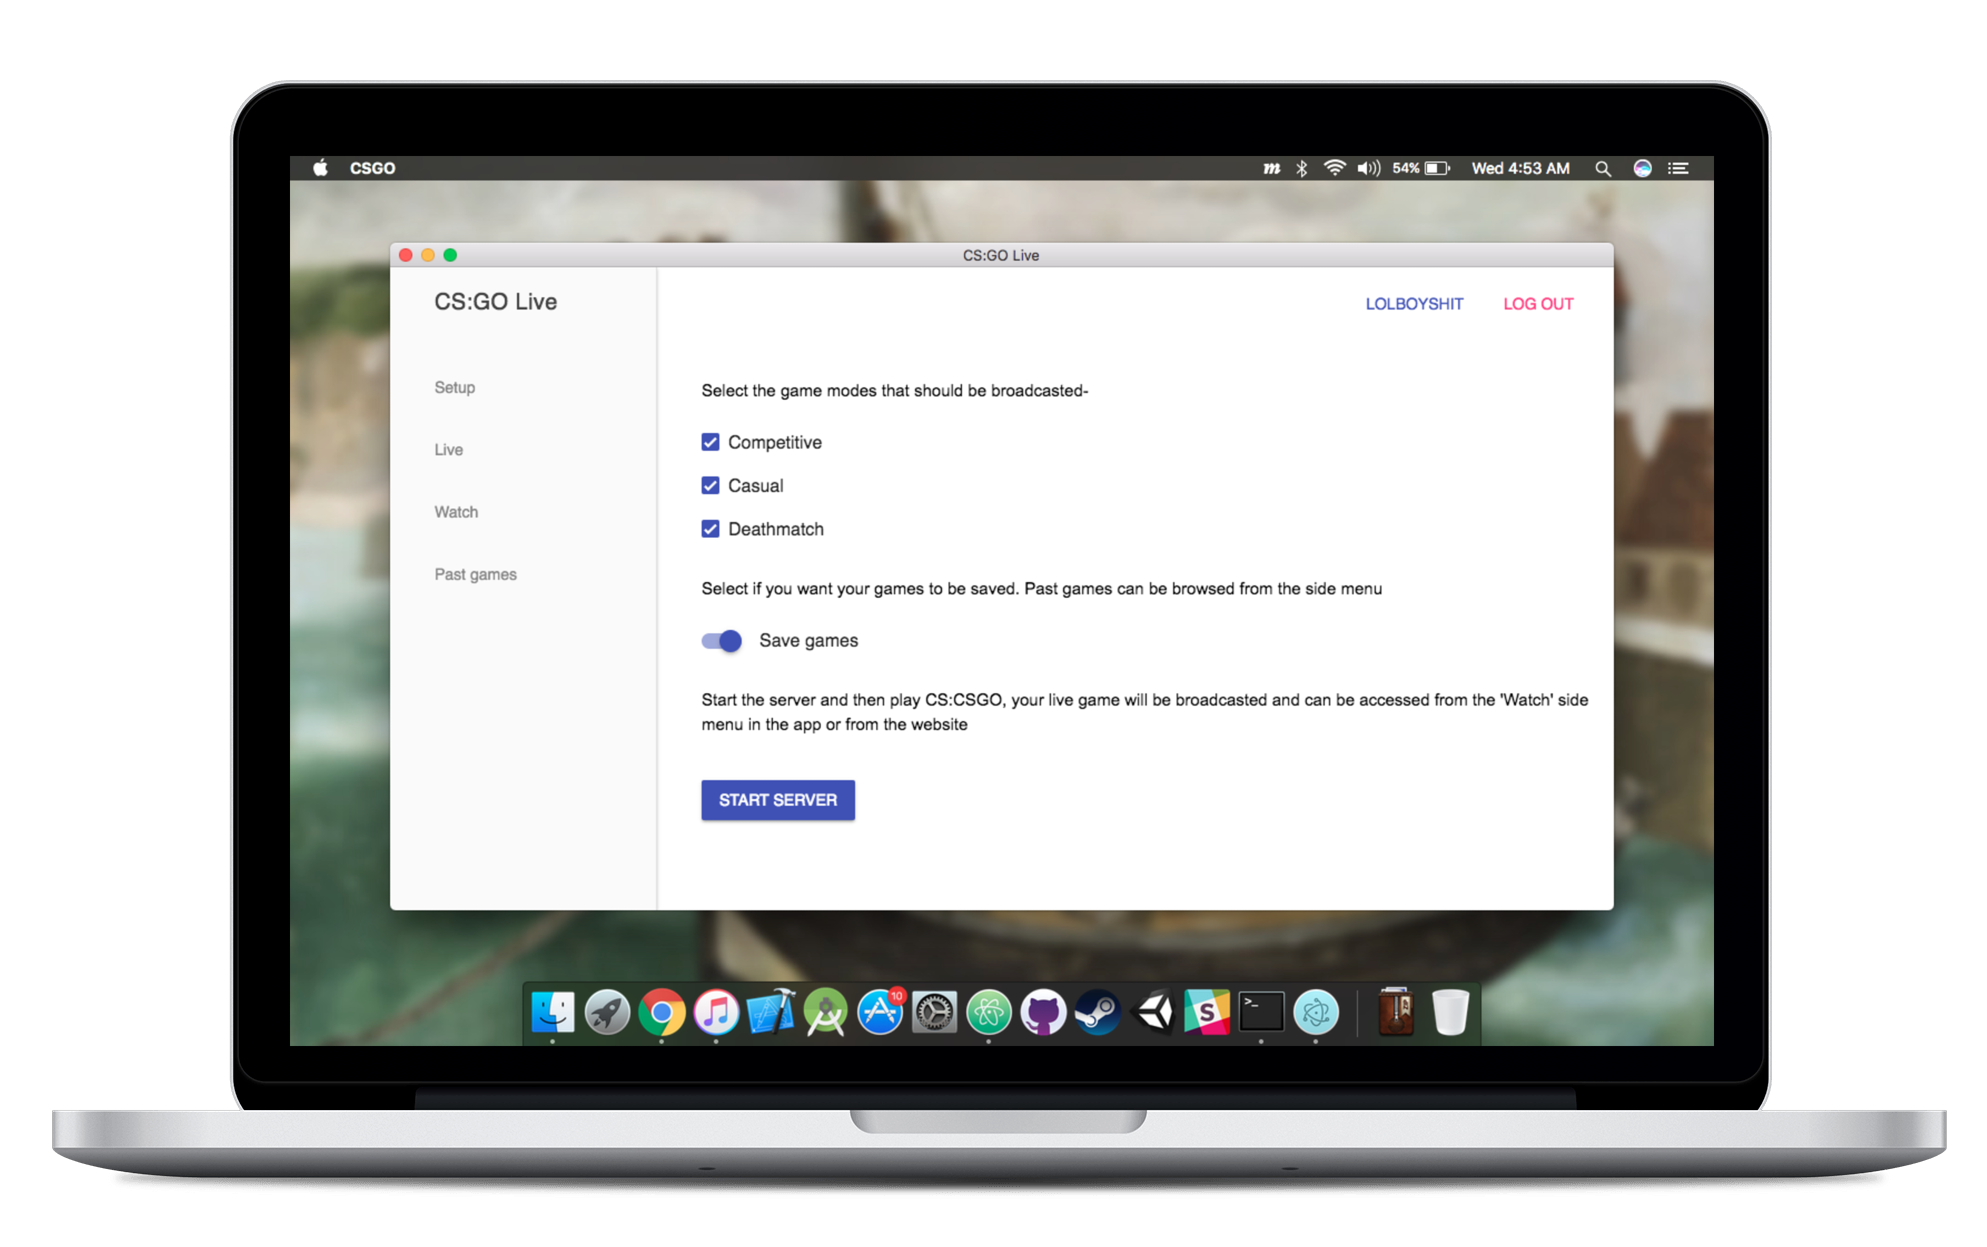 CSGO
54%
Wed 4:53 AM
CS:GO Live
CS:GO Live
LOLBOYSHIT
LOG OUT
Setup
Live
Watch
Past games
Select the game modes that should be broadcasted-
Competitive
Casual
Deathmatch
Select if you want your games to be saved. Past games can be browsed from the side menu
Save games
Start the server and then play CS:CSGO, your live game will be broadcasted and can be accessed from the 'Watch' side
menu in the app or from the website
START SERVER
10
S
>_
ZIP